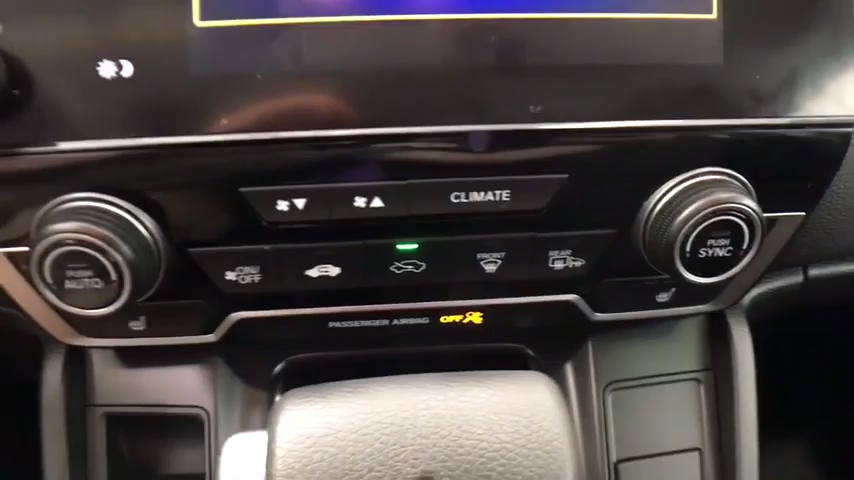 CLIMATE
PUSH
AUTO
ON/
OFF
FRONT
REAR
PUSH
SYNC
PASSENGER AIRBAG OFF